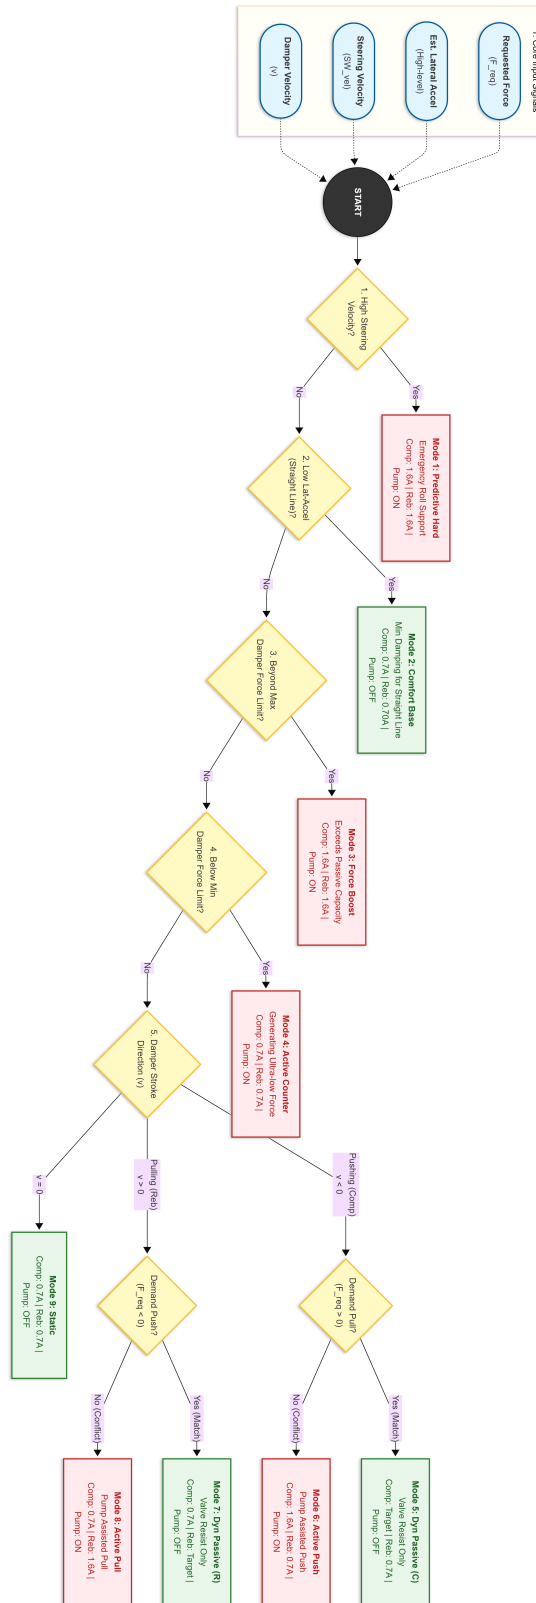 1. Core Input Signals
Requested Force
(F_req)
Est. Lateral Accel
(High-level)
Steering Velocity
(SW_vel)
Damper Velocity
(v)
START
1. High Steering
Velocity?
Yes
No
Mode 1: Predictive Hard
Emergency Roll Support
Comp: 1.6A | Reb: 1.6A |
Pump: ON
2. Low Lat-Accel
(Straight Line)?
Yes
No
Mode 2: Comfort Base
Min Damping for Straight Line
Comp: 0.7A | Reb: 0.70A |
Pump: OFF
3. Beyond Max
Damper Force Limit?
Yes
No
Mode 3: Force Boost
Exceeds Passive Capacity
Comp: 1.6A | Reb: 1.6A |
Pump: ON
4. Below Min
Damper Force Limit?
Yes
No
Mode 4: Active Counter
Generating Ultra-low Force
Comp: 0.7A | Reb: 0.7A |
Pump: ON
5. Damper Stroke
Direction (v)
Pushing (Comp)
v < 0
Pulling (Reb)
v > 0
v = 0
Demand Pull?
(F_req > 0)
Demand Push?
(F_req < 0)
Mode 9: Static
Comp: 0.7A | Reb: 0.7A |
Pump: OFF
Yes (Match)
No (Conflict)
Yes (Match)
No (Conflict)
Mode 5: Dyn Passive (C)
Valve Resist Only
Comp: Target | Reb: 0.7A |
Pump: OFF
Mode 6: Active Push
Pump Assisted Push
Comp: 1.6A | Reb: 0.7A |
Pump: ON
Mode 7: Dyn Passive (R)
Valve Resist Only
Comp: 0.7A | Reb: Target |
Pump: OFF
Mode 8: Active Pull
Pump Assisted Pull
Comp: 0.7A | Reb: 1.6A |
Pump: ON